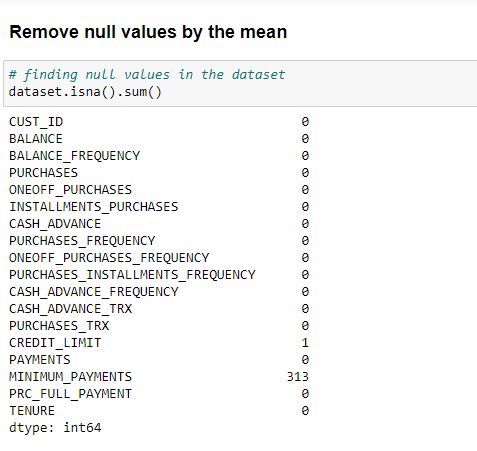 Remove null values by the mean
# finding null values in the dataset
dataset.isna().sum()
CUST_ID 0
BALANCE 0
BALANCE_FREQUENCY 0
PURCHASES 0
ONEOFF_PURCHASES 0
INSTALLMENTS_PURCHASES 0
CASH_ADVANCE 0
PURCHASES_FREQUENCY 0
ONEOFF_PURCHASES_FREQUENCY 0
PURCHASES_INSTALLMENTS_FREQUENCY 0
CASH_ADVANCE_FREQUENCY 0
CASH_ADVANCE_TRX 0
PURCHASES_TRX 0
CREDIT_LIMIT 1
PAYMENTS 0
MINIMUM_PAYMENTS 313
PRC_FULL_PAYMENT 0
TENURE 0
dtype: int64